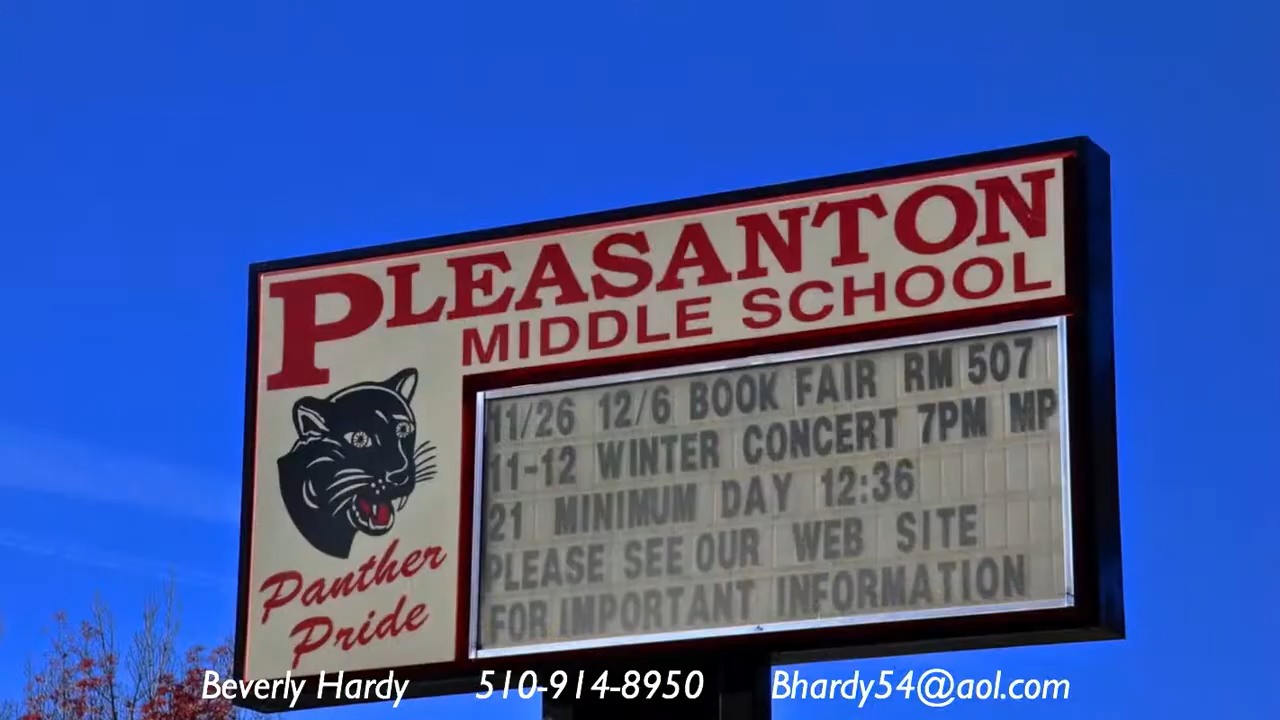 PLEASANTON
MIDDLE SCHOOL
11/26 12/6 BOOK FAIR RM 507
11-12 WINTER CONCERT 7PM MP
21 MINIMUM DAY 12:36
PLEASE SEE OUR WEB SITE
FOR IMPORTANT INFORMATION
Panther
Pride
Beverly Hardy 510-914-8950 Bhardy54@aol.com